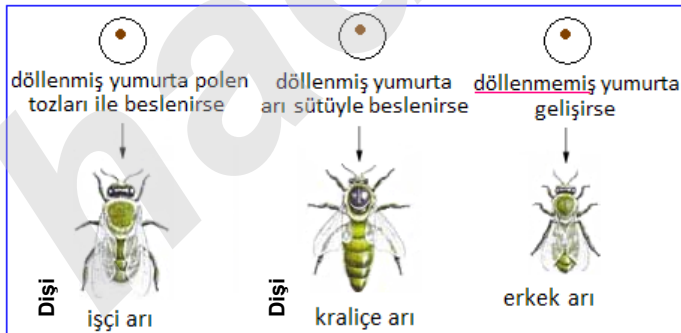 döllenmiş yumurta polen
tozları ile beslenirse
döllenmiş yumurta
arı sütüyle beslenirse
döllenmemiş yumurta
gelişirse
Dişi
işçi arı
Dişi
kraliçe arı
erkek arı